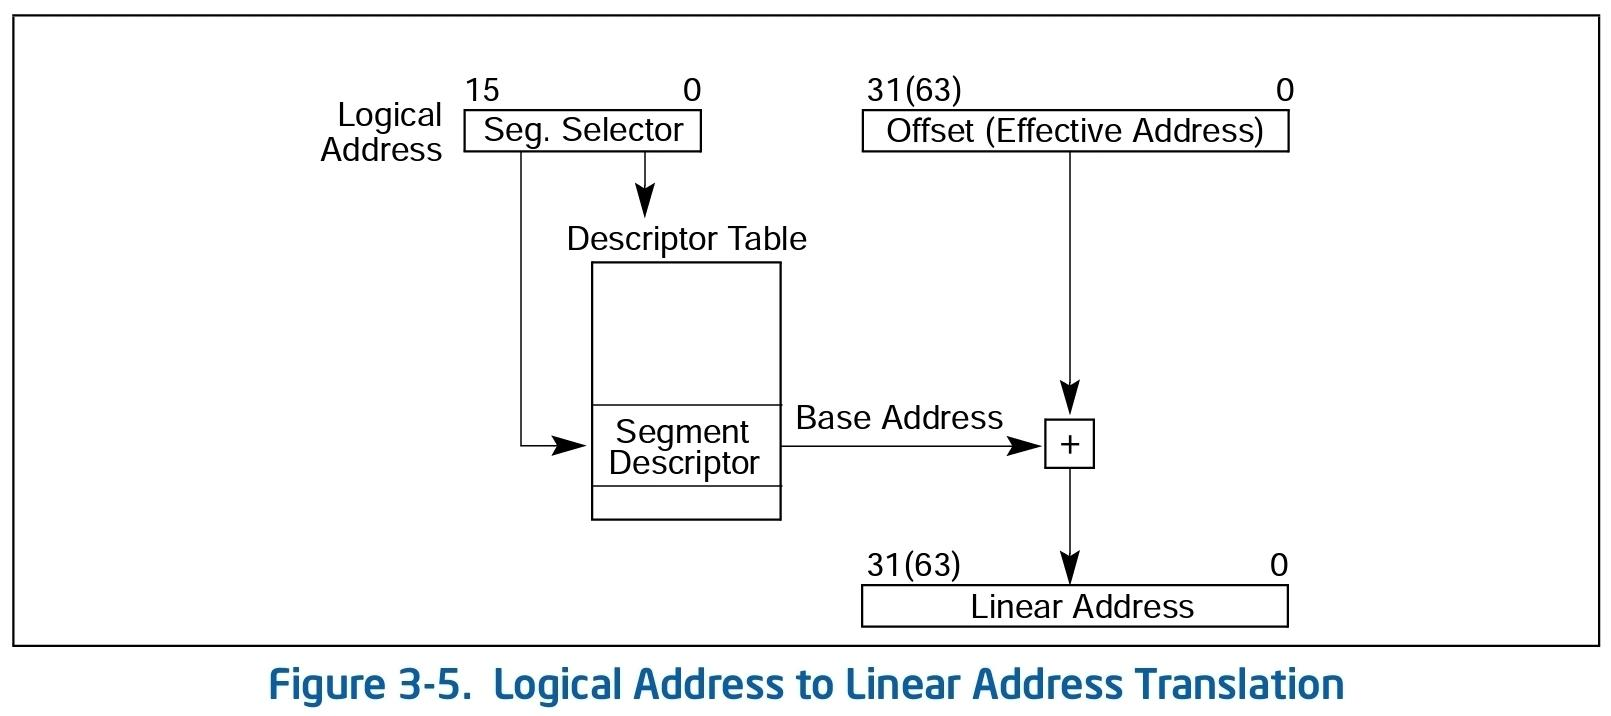 15 0
31(63) 0
Logical
Address
Seg. Selector
Offset (Effective Address)
Descriptor Table
Segment
Descriptor
Base Address
+
31(63) 0
Linear Address
Figure 3-5. Logical Address to Linear Address Translation